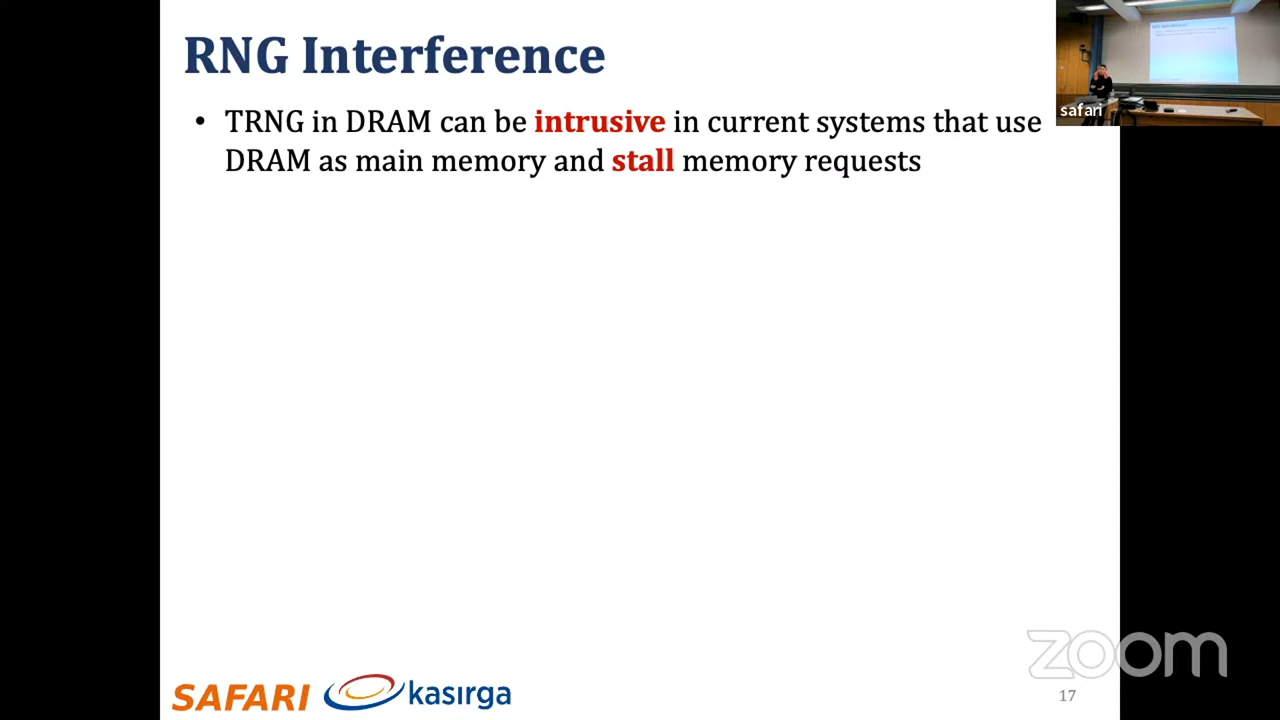 RNG Interference
safari
• TRNG in DRAM can be intrusive in current systems that use
DRAM as main memory and stall memory requests
zoom
SAFARI kasırga
17